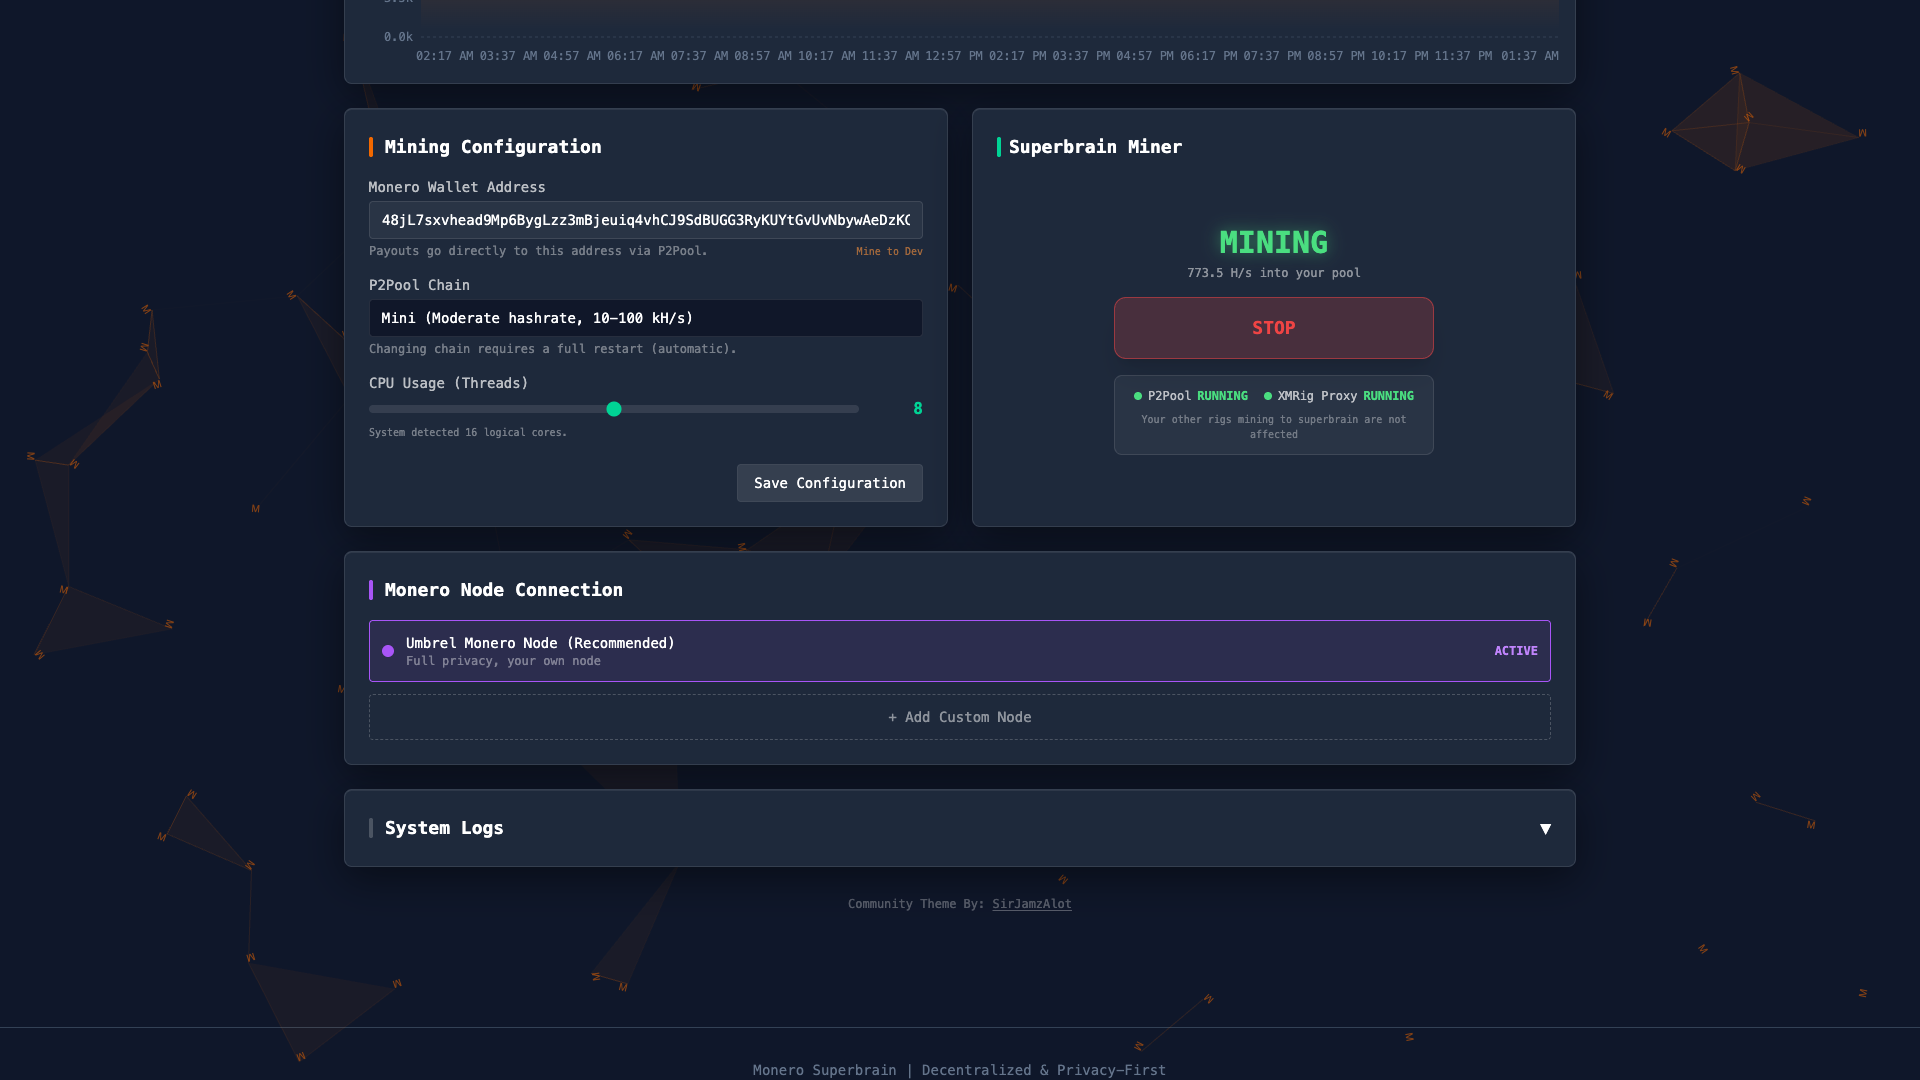 0.0k
02:17 AM 03:37 AM 04:57 AM 06:17 AM 07:37 AM 08:57 AM 10:17 AM 11:37 AM 12:57 PM 02:17 PM 03:37 PM 04:57 PM 06:17 PM 07:37 PM 08:57 PM 10:17 PM 11:37 PM 01:37 AM
Mining Configuration
Monero Wallet Address
48jL7sxvhead9Mp6BygLzz3mBjeuiq4vhCJ9SdBUGG3RyKUYtGvUvNbywAeDzK
Payouts go directly to this address via P2Pool.
Mine to Dev
P2Pool Chain
Mini (Moderate hashrate, 10-100 kH/s)
Changing chain requires a full restart (automatic).
CPU Usage (Threads)
8
System detected 16 logical cores.
Save Configuration
Superbrain Miner
MINING
773.5 H/s into your pool
STOP
P2Pool RUNNING XMRig Proxy RUNNING
Your other rigs mining to superbrain are not
affected
Monero Node Connection
Umbrel Monero Node (Recommended)
Full privacy, your own node
ACTIVE
+ Add Custom Node
System Logs
▼
Community Theme By: SirJamzAlot
Monero Superbrain | Decentralized & Privacy-First